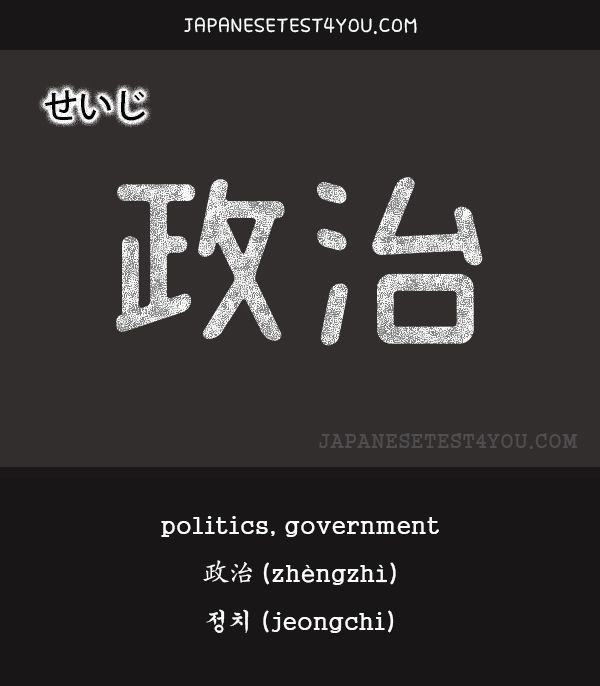 JAPANESETEST4YOU.COM
せいじ
政治
JAPANESETEST4YOU.COM
politics, government
政治 (zhèngzhì)
정치 (jeongchi)